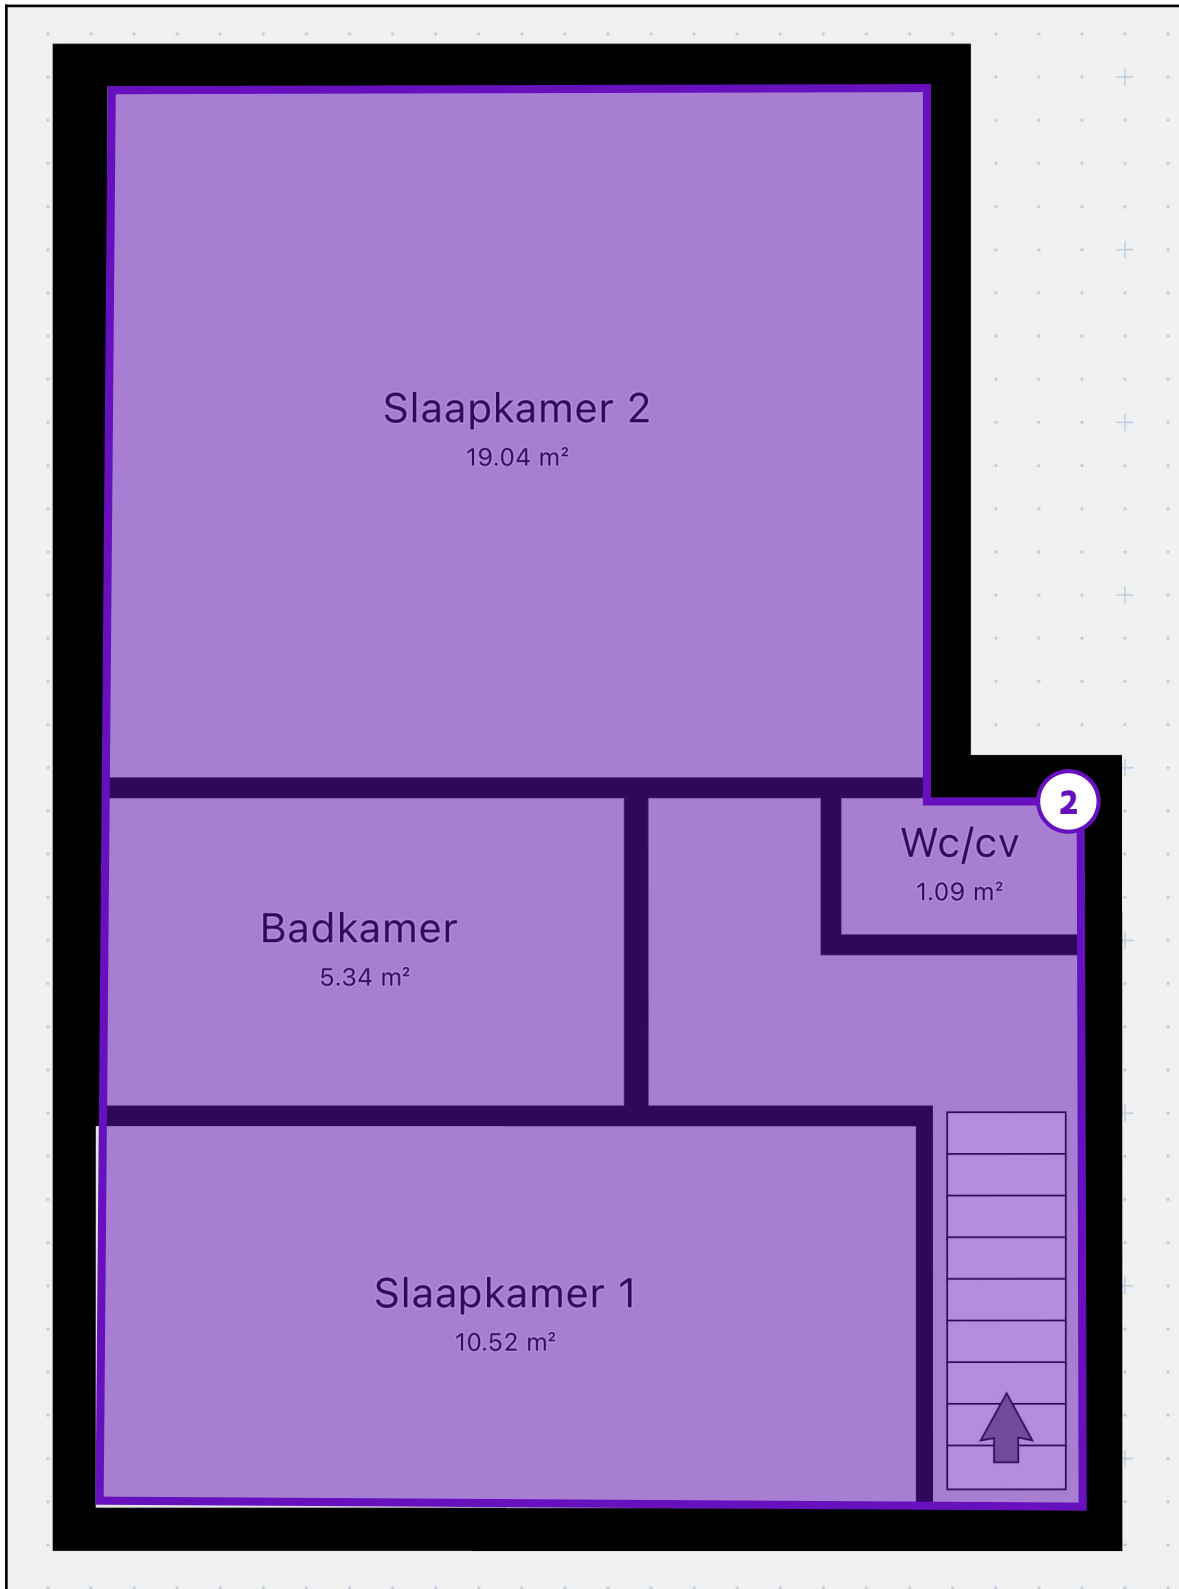 Slaapkamer 2
19.04 m²
2
Wc/cv
1.09 m²
Badkamer
5.34 m²
Slaapkamer 1
10.52 m²